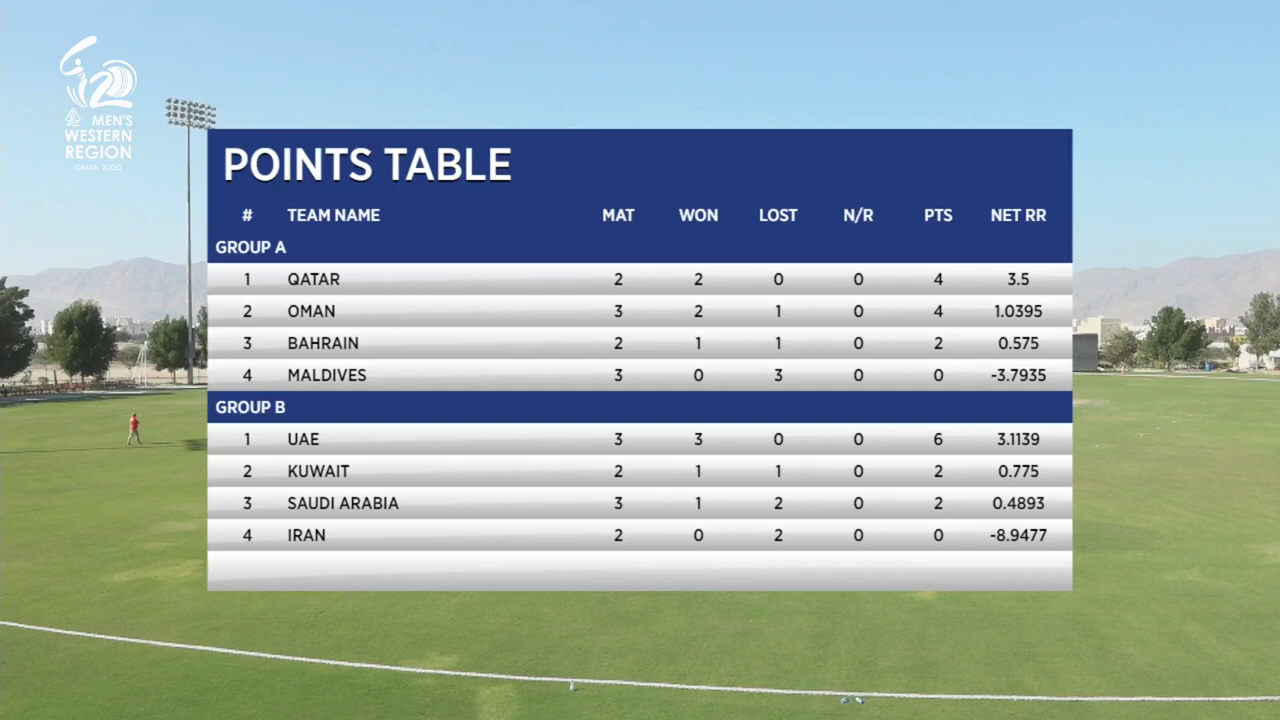 T20
MEN'S
WESTERN
REGION
OMAN 2020
POINTS TABLE
# TEAM NAME MAT WON LOST N/R PTS NET RR
GROUP A
1 QATAR 2 2 0 0 4 3.5
2 OMAN 3 2 1 0 4 1.0395
3 BAHRAIN 2 1 1 0 2 0.575
4 MALDIVES 3 0 3 0 0 -3.7935
GROUP B
1 UAE 3 3 0 0 6 3.1139
2 KUWAIT 2 1 1 0 2 0.775
3 SAUDI ARABIA 3 1 2 0 2 0.4893
4 IRAN 2 0 2 0 0 -8.9477